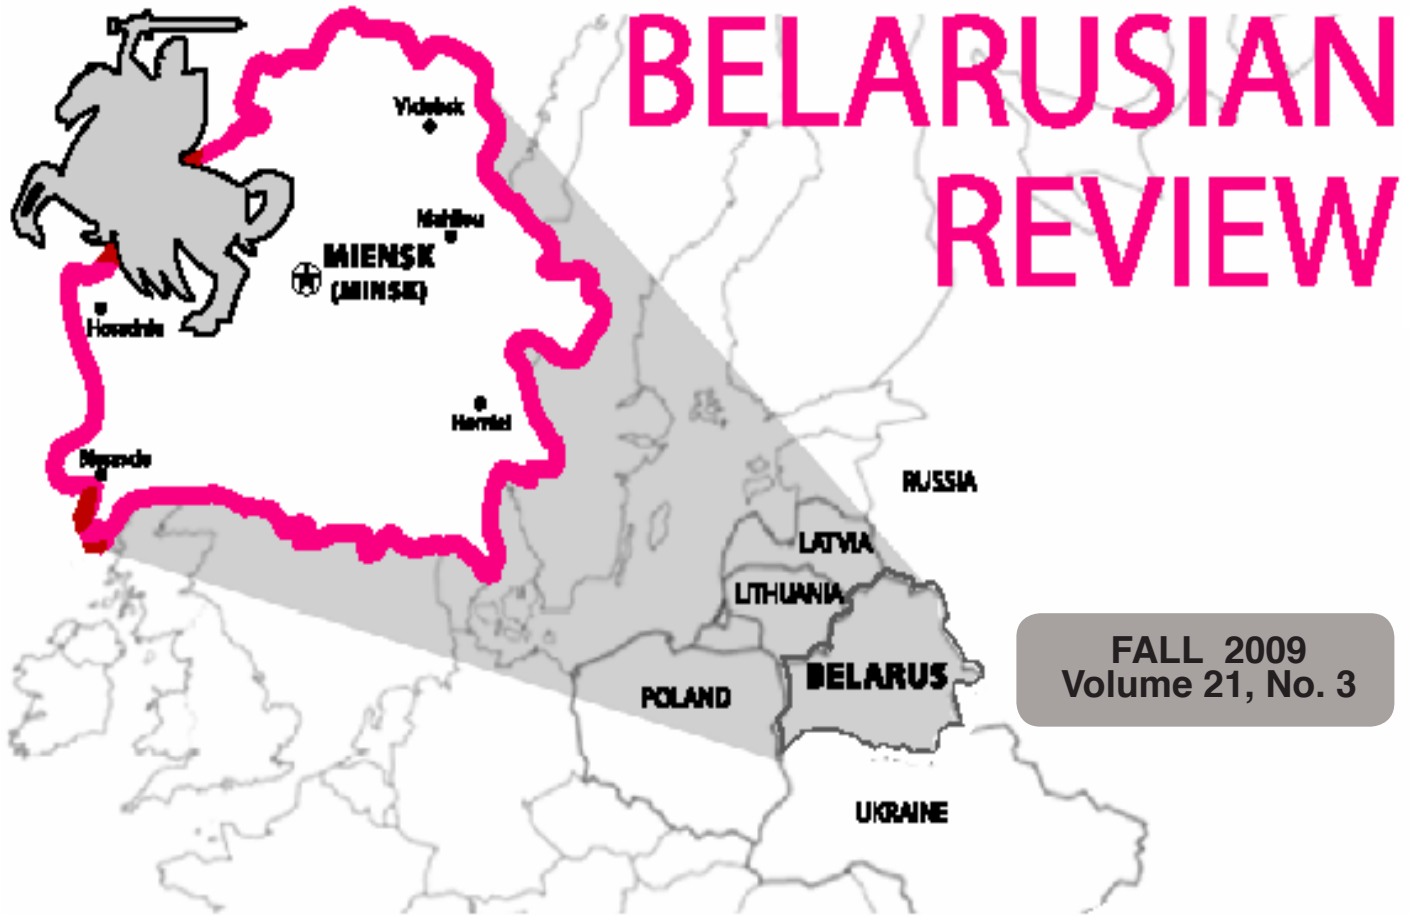 BELARUSIAN
REVIEW
Videbsk
Mahilou
MIENSK
(MINSK)
Horadnia
Homiel
RUSSIA
LATVIA
LITHUANIA
BELARUS
POLAND
UKRAINE
FALL 2009
Volume 21, No. 3